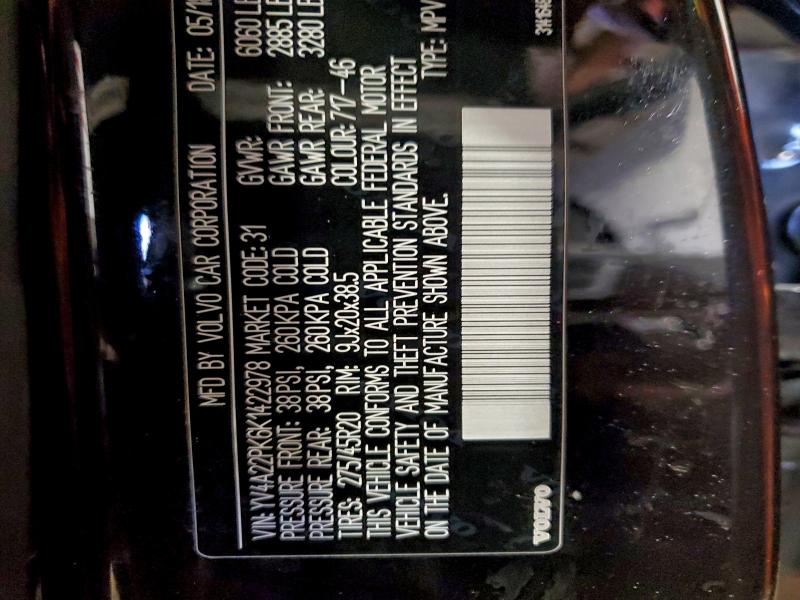 MFD BY VOLVO CAR CORPORATION DATE: 05/1
VIN: YV4A22PK6K1422978 MARKET CODE: 31 GVWR: 6060 LB
PRESSURE FRONT: 38PSI, 260KPA COLD GAWR FRONT: 2885 LB
PRESSURE REAR: 38PSI, 260KPA COLD GAWR REAR: 3280 LB
TIRES: 275/45R20 RIM: 9Jx20x38.5 COLOUR: 717-46
THIS VEHICLE CONFORMS TO ALL APPLICABLE FEDERAL MOTOR
VEHICLE SAFETY AND THEFT PREVENTION STANDARDS IN EFFECT
ON THE DATE OF MANUFACTURE SHOWN ABOVE. TYPE: MPV
VOLVO